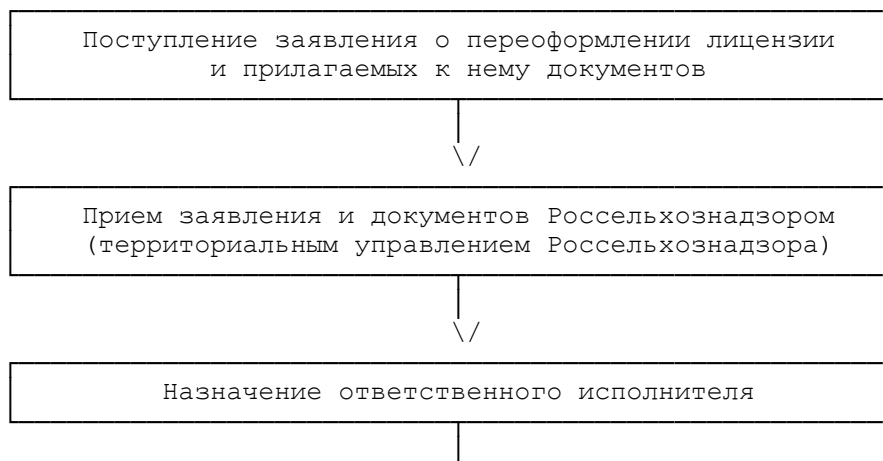 Поступление заявления о переоформлении лицензии
и прилагаемых к нему документов
\/
Прием заявления и документов Россельхознадзором
(территориальным управлением Россельхознадзора)
\/
Назначение ответственного исполнителя